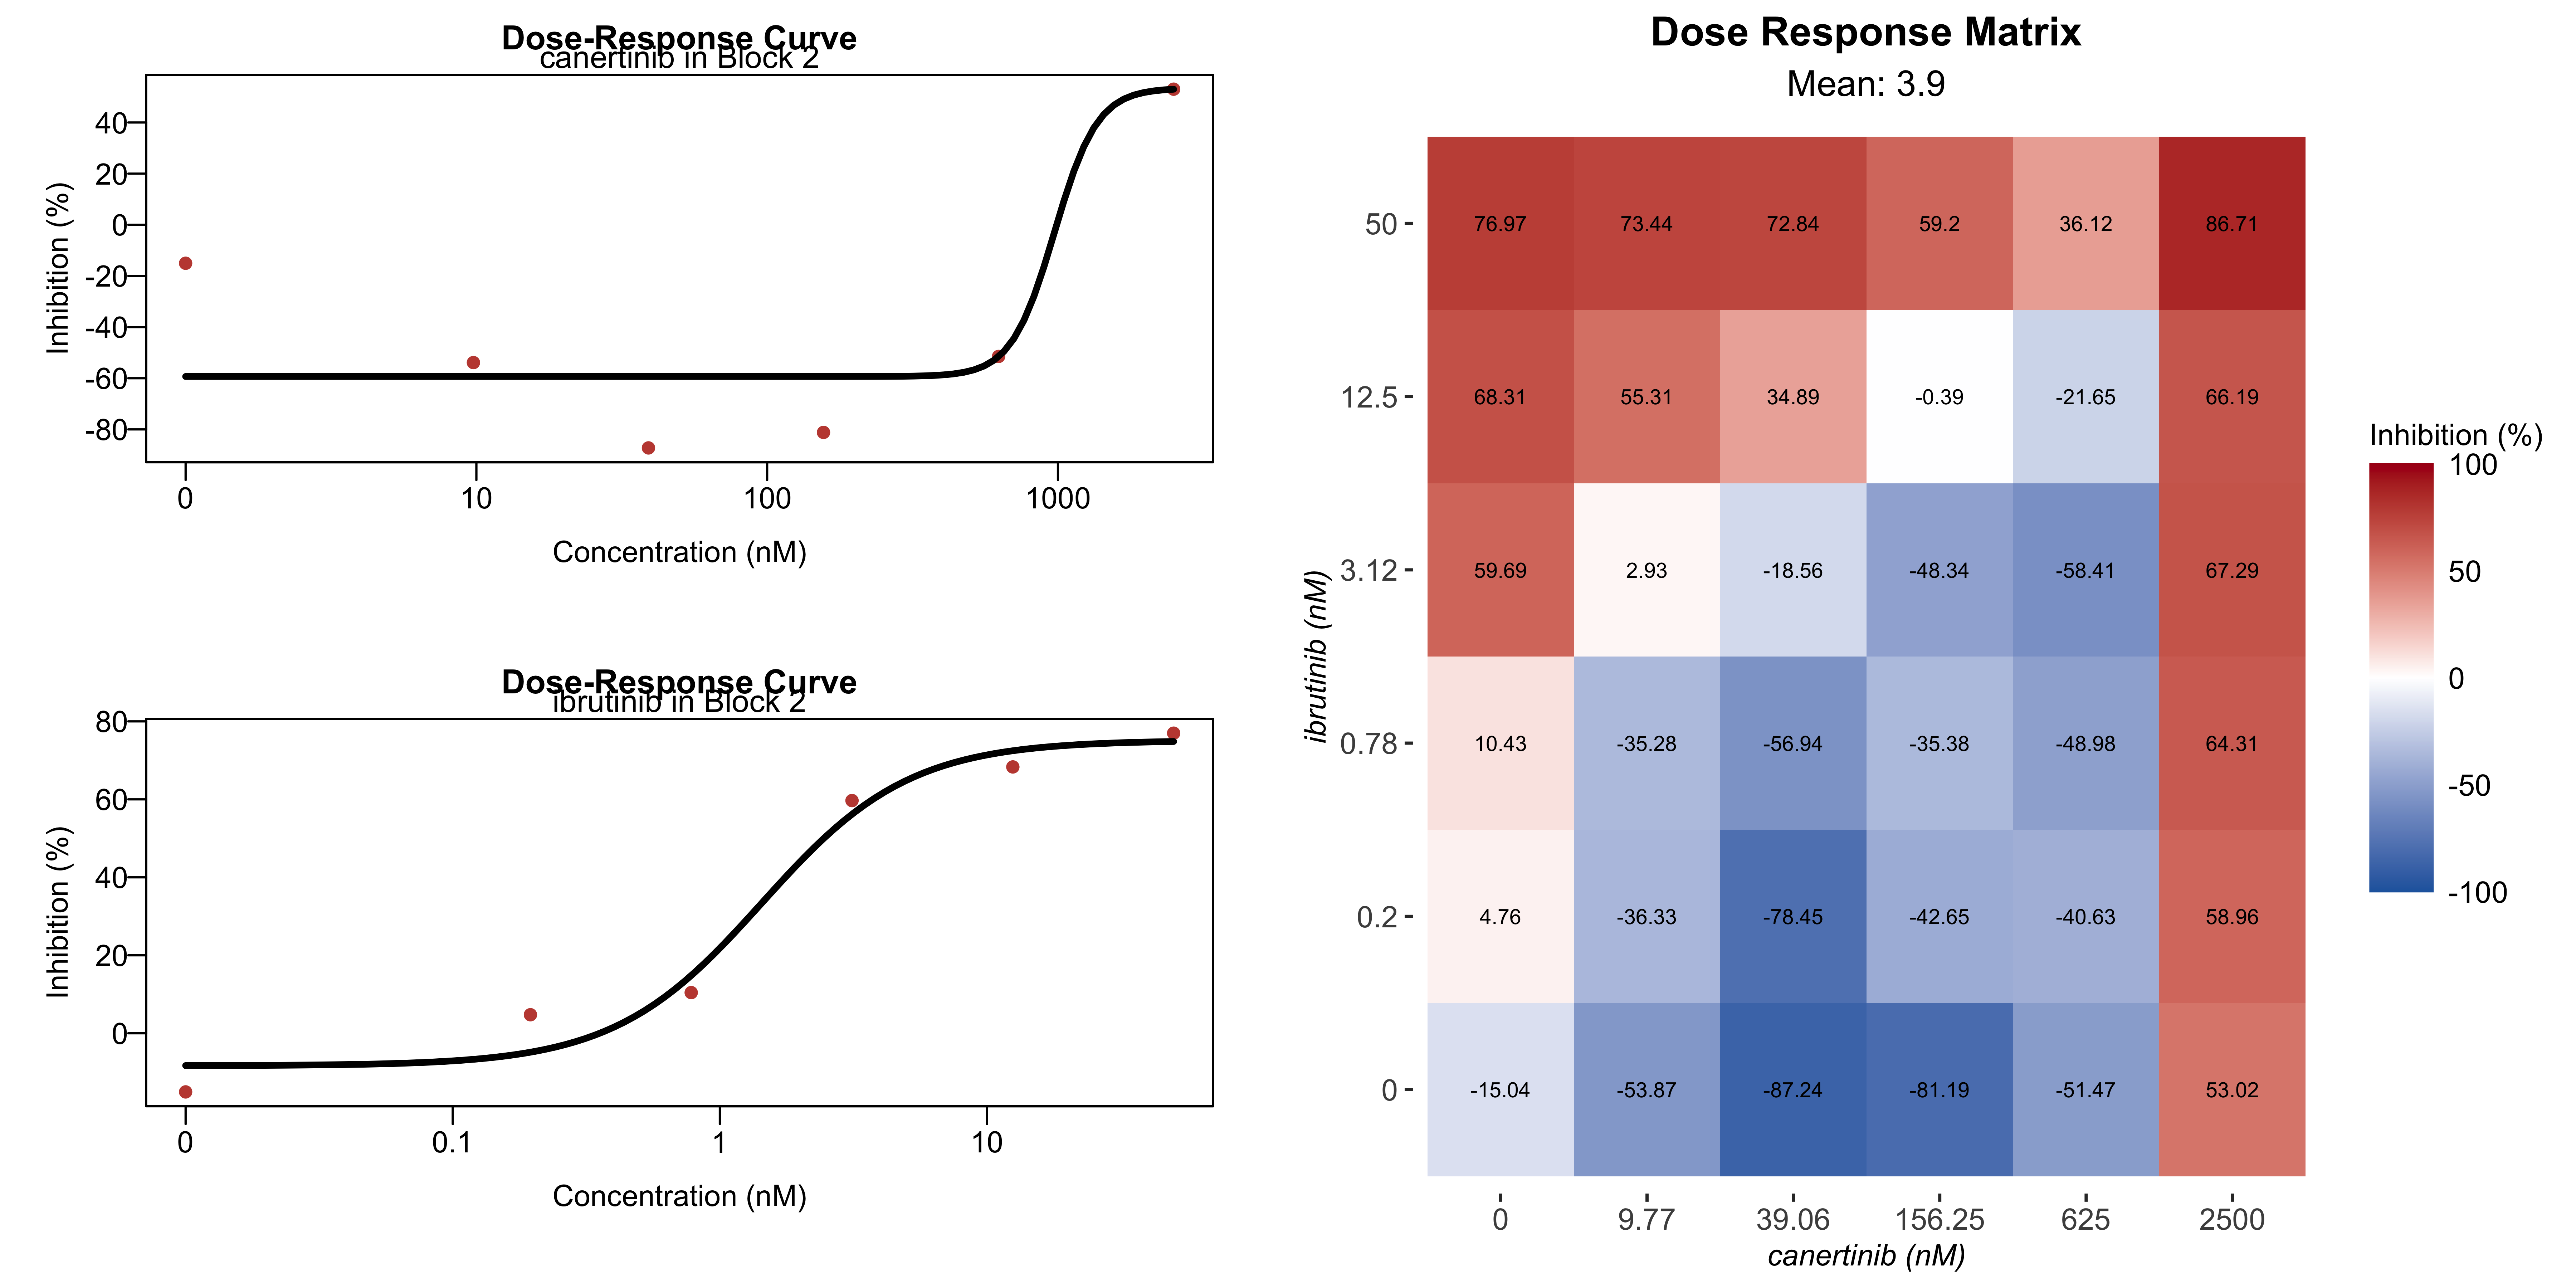 Dose-Response Curve
canertinib in Block 2
Inhibition (%)
40
20
0
-20
-40
-60
-80
0 10 100 1000
Concentration (nM)
Dose-Response Curve
ibrutinib in Block 2
Inhibition (%)
80
60
40
20
0
0 0.1 1 10
Concentration (nM)
Dose Response Matrix
Mean: 3.9
ibrutinib (nM)
50 76.97 73.44 72.84 59.2 36.12 86.71
12.5 68.31 55.31 34.89 -0.39 -21.65 66.19
3.12 59.69 2.93 -18.56 -48.34 -58.41 67.29
0.78 10.43 -35.28 -56.94 -35.38 -48.98 64.31
0.2 4.76 -36.33 -78.45 -42.65 -40.63 58.96
0 -15.04 -53.87 -87.24 -81.19 -51.47 53.02
0 9.77 39.06 156.25 625 2500
canertinib (nM)
Inhibition (%)
100
50
0
-50
-100